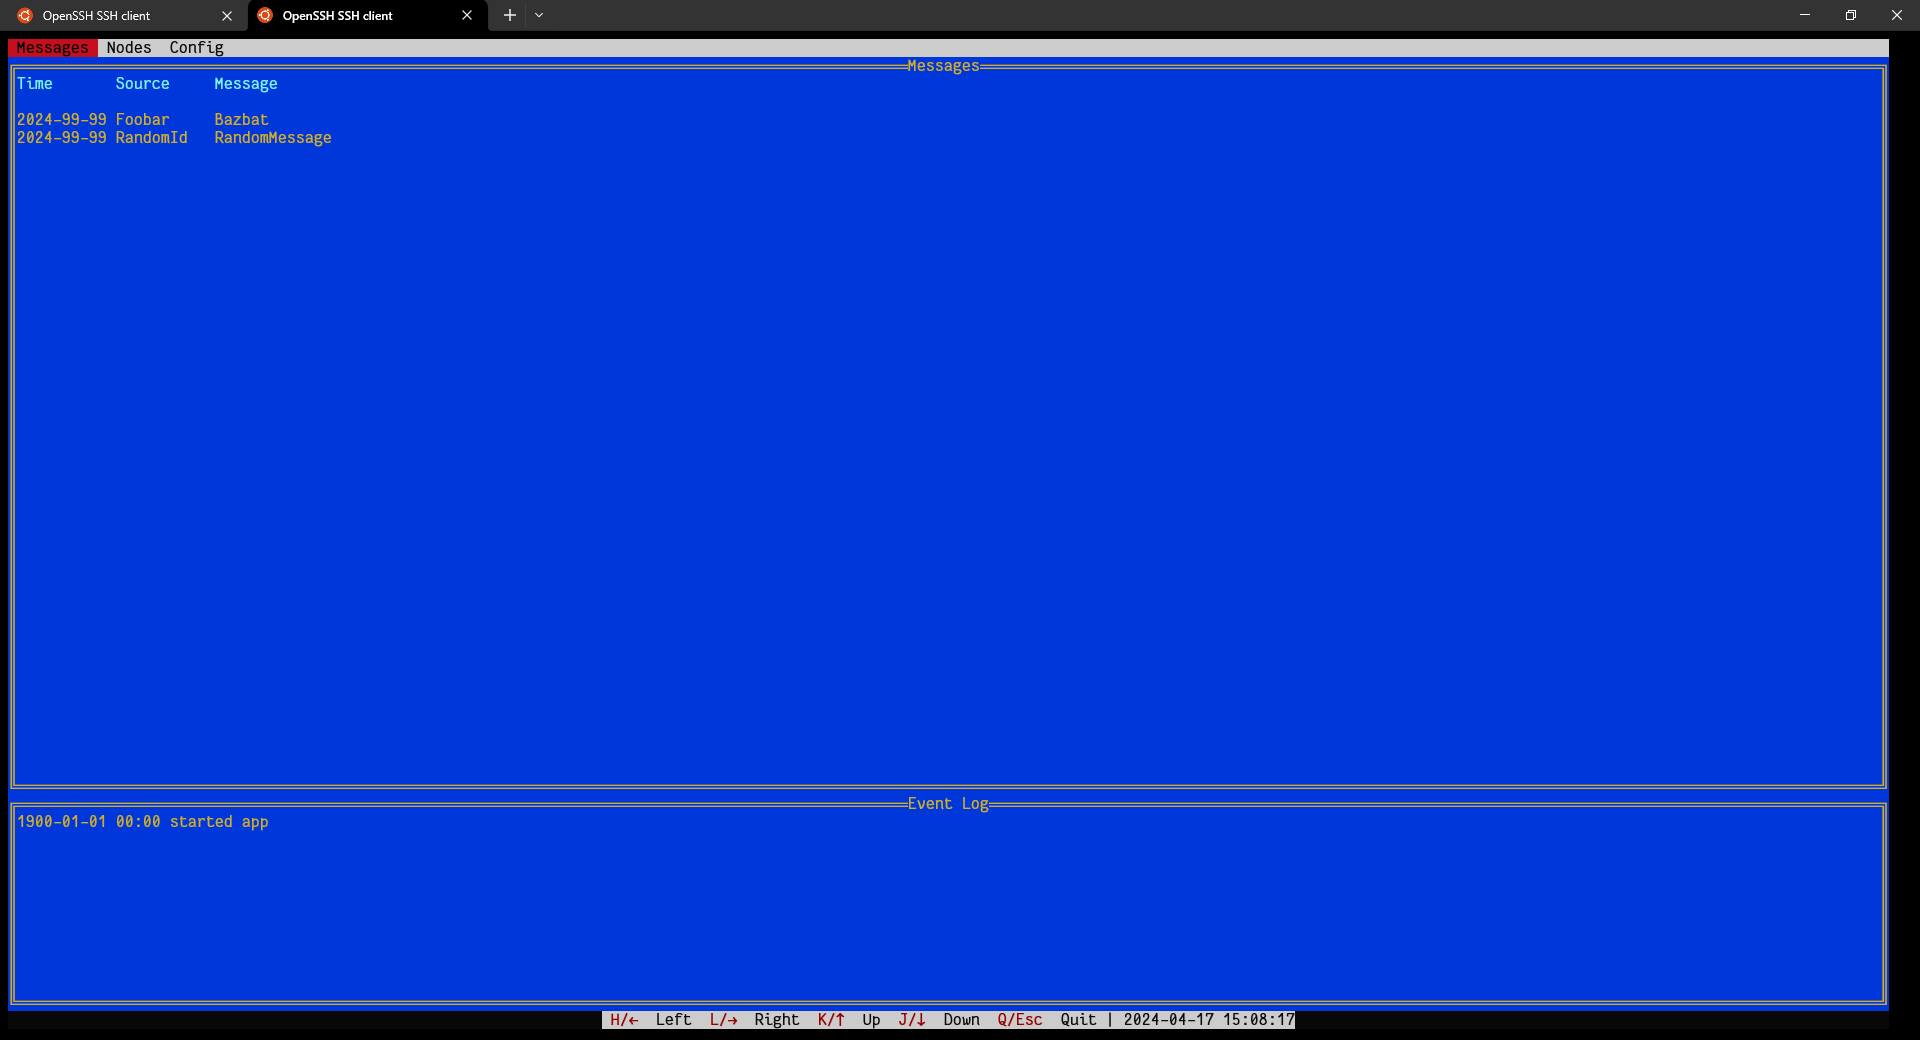 OpenSSH SSH client OpenSSH SSH client
Messages Nodes Config
Messages
Time Source Message
2024-99-99 Foobar Bazbat
2024-99-99 RandomId RandomMessage
Event Log
1900-01-01 00:00 started app
H/← Left L/→ Right K/↑ Up J/↓ Down Q/Esc Quit | 2024-04-17 15:08:17